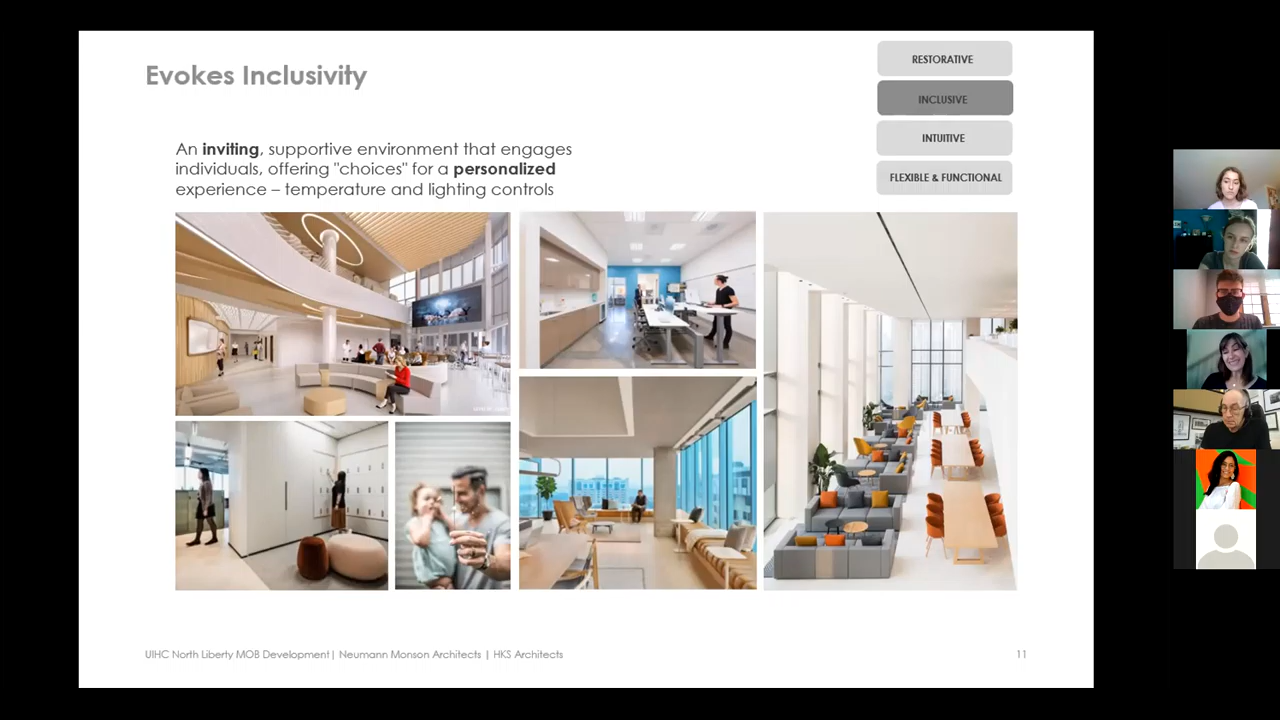 Evokes Inclusivity
RESTORATIVE
INCLUSIVE
INTUITIVE
FLEXIBLE & FUNCTIONAL
An inviting, supportive environment that engages
individuals, offering "choices" for a personalized
experience – temperature and lighting controls
UIHC North Liberty MOB Development| Neumann Monson Architects | HKS Architects
11